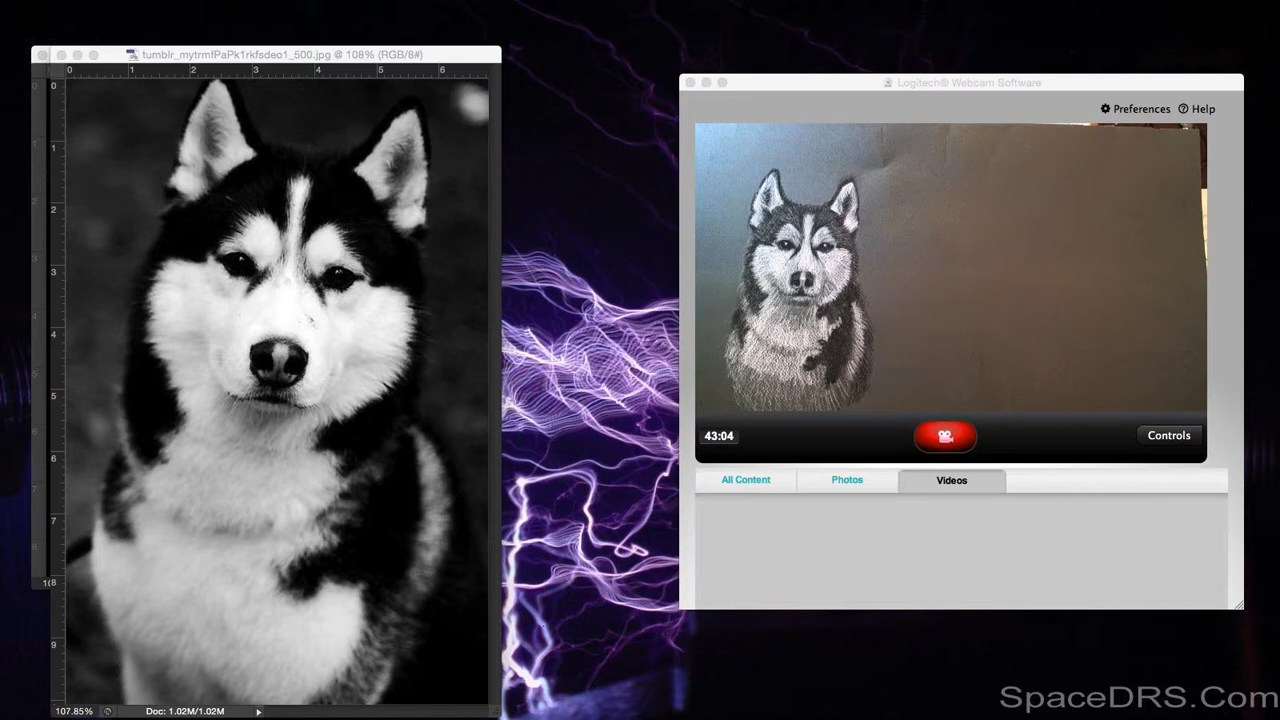 tumblr_mytrmfPaPk1rkfsdeo1_500.jpg @ 108% (RGB/8#)
0 1 2 3 4 5 6
0
1
2
3
4
5
6
7
8
9
107.85% Doc: 1.02M/1.02M
Logitech® Webcam Software
Preferences Help
43:04 Controls
All Content Photos Videos
SpaceDRS.Com